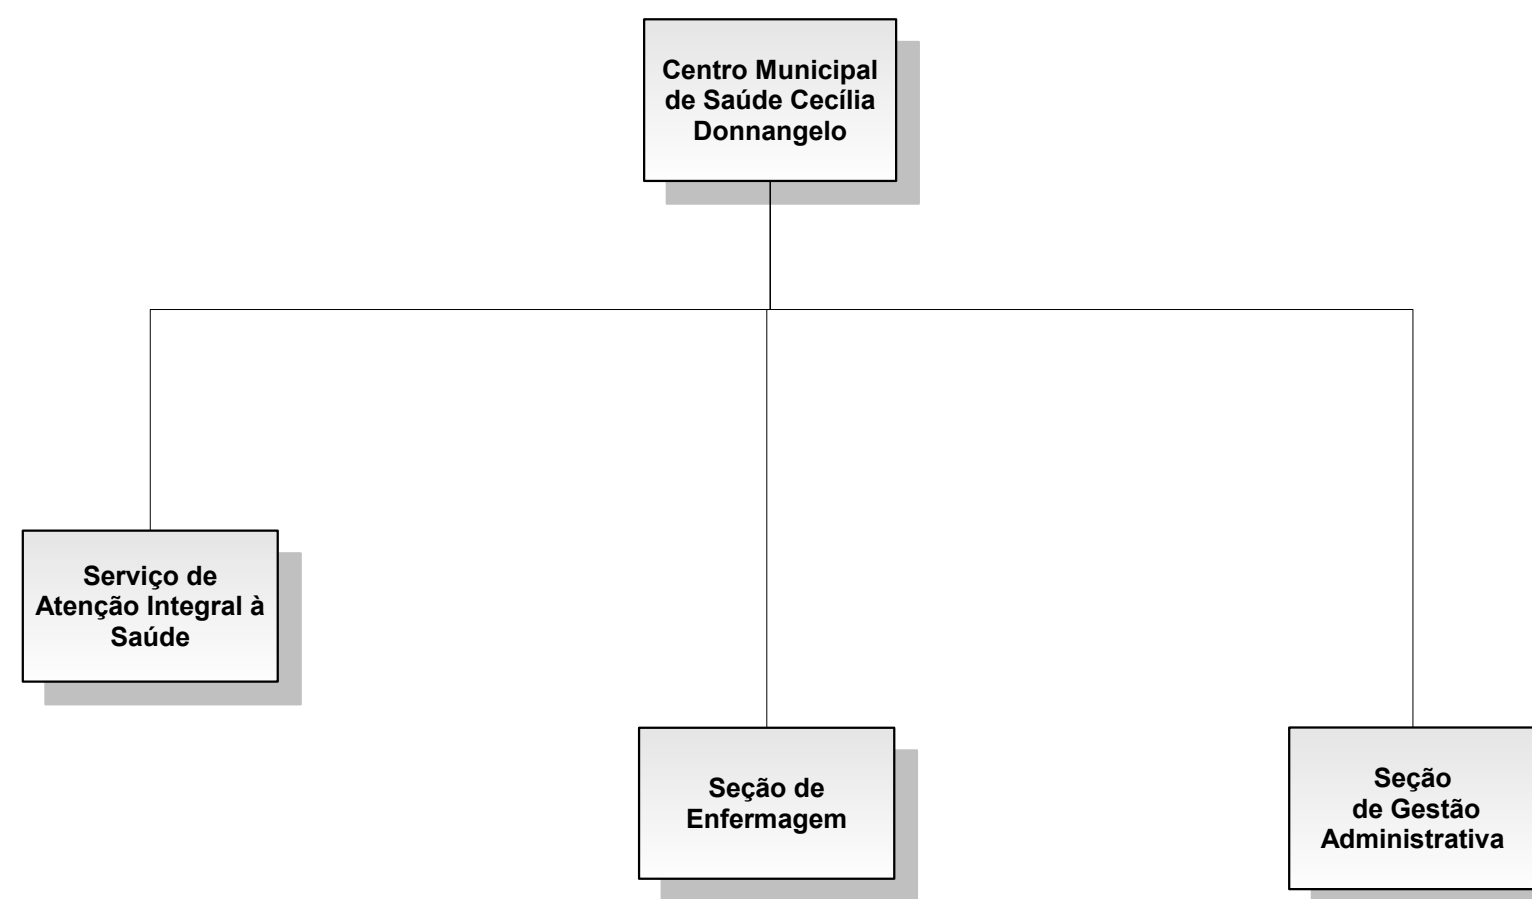 Centro Municipal
de Saúde Cecília
Donnangelo
Serviço de
Atenção Integral à
Saúde
Seção de
Enfermagem
Seção
de Gestão
Administrativa